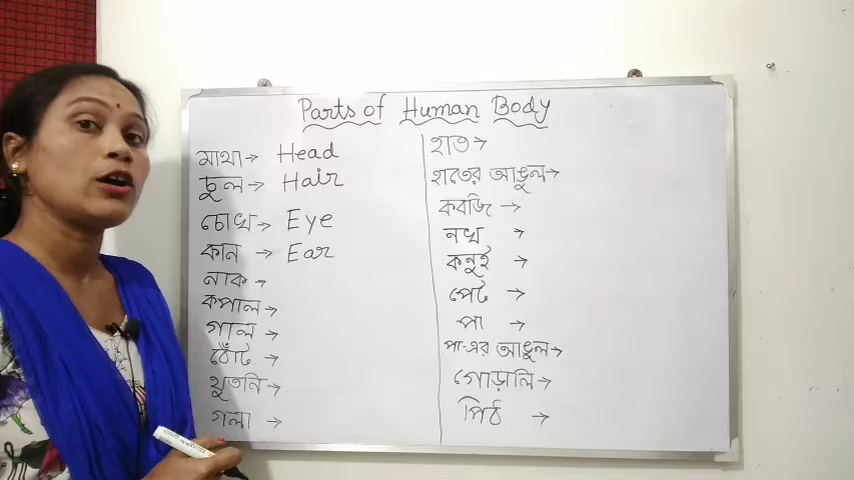 Parts of Human Body
মাথা→ Head
চুল→ Hair
চোখ→ Eye
কান → Ear
নাক→
কপাল→
গাল →
ঠোঁট →
থুতনি→
গলা →
হাত→
হাতের আঙুল→
কবজি →
নখ →
কনুই →
পেট →
পা →
পা-এর আঙুল→
গোড়ালি→
পিঠ →